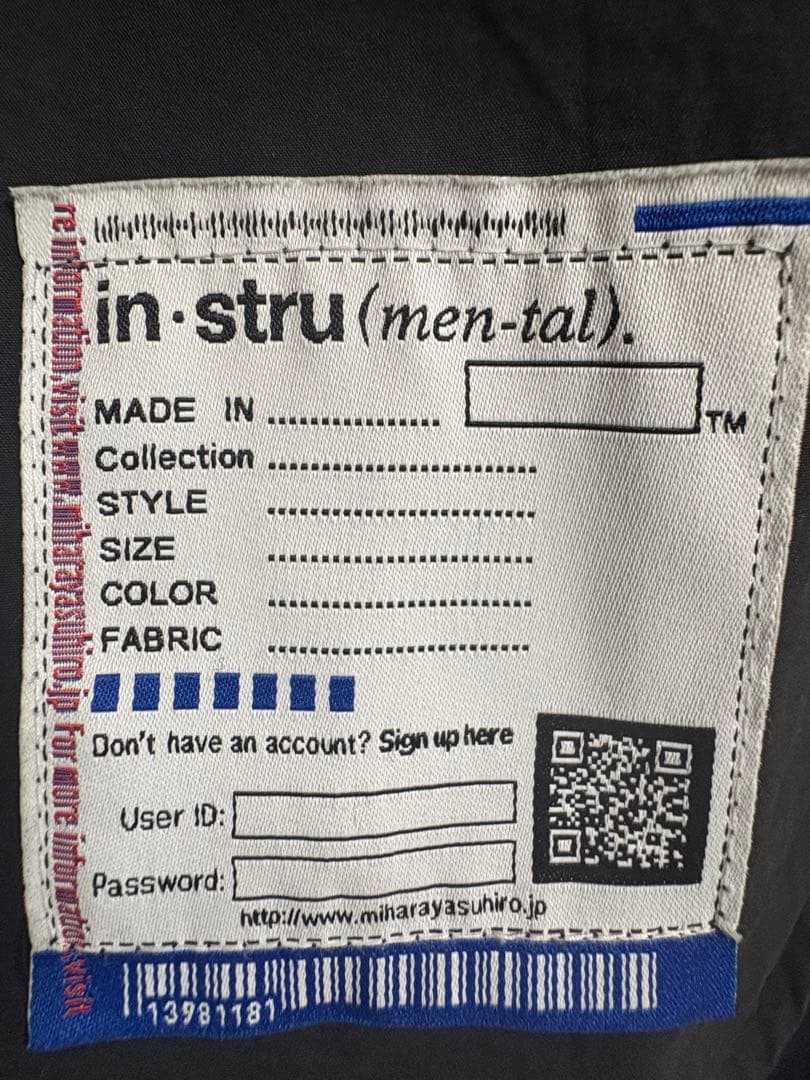 in·stru(men-tal).
MADE IN ................
TM
Collection .........................
STYLE .........................
SIZE .........................
COLOR .........................
FABRIC .........................
Don't have an account? Sign up here
User ID:
Password:
http://www.miharayasuhiro.jp
13981181
re information, visit www.miharayasuhiro.jp For more information, visit